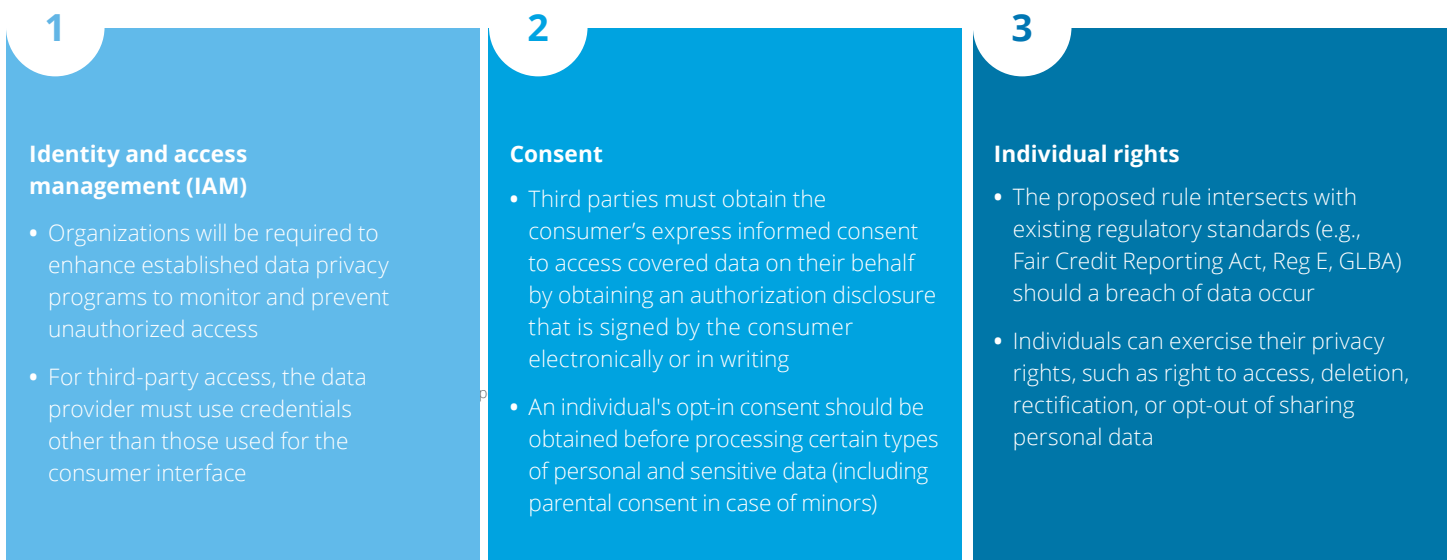 1
Identity and access
management (IAM)
• Organizations will be required to
enhance established data privacy
programs to monitor and prevent
unauthorized access
• For third-party access, the data
provider must use credentials
other than those used for the
consumer interface
p
2
Consent
• Third parties must obtain the
consumer’s express informed consent
to access covered data on their behalf
by obtaining an authorization disclosure
that is signed by the consumer
electronically or in writing
• An individual's opt-in consent should be
obtained before processing certain types
of personal and sensitive data (including
parental consent in case of minors)
3
Individual rights
• The proposed rule intersects with
existing regulatory standards (e.g.,
Fair Credit Reporting Act, Reg E, GLBA)
should a breach of data occur
• Individuals can exercise their privacy
rights, such as right to access, deletion,
rectification, or opt-out of sharing
personal data